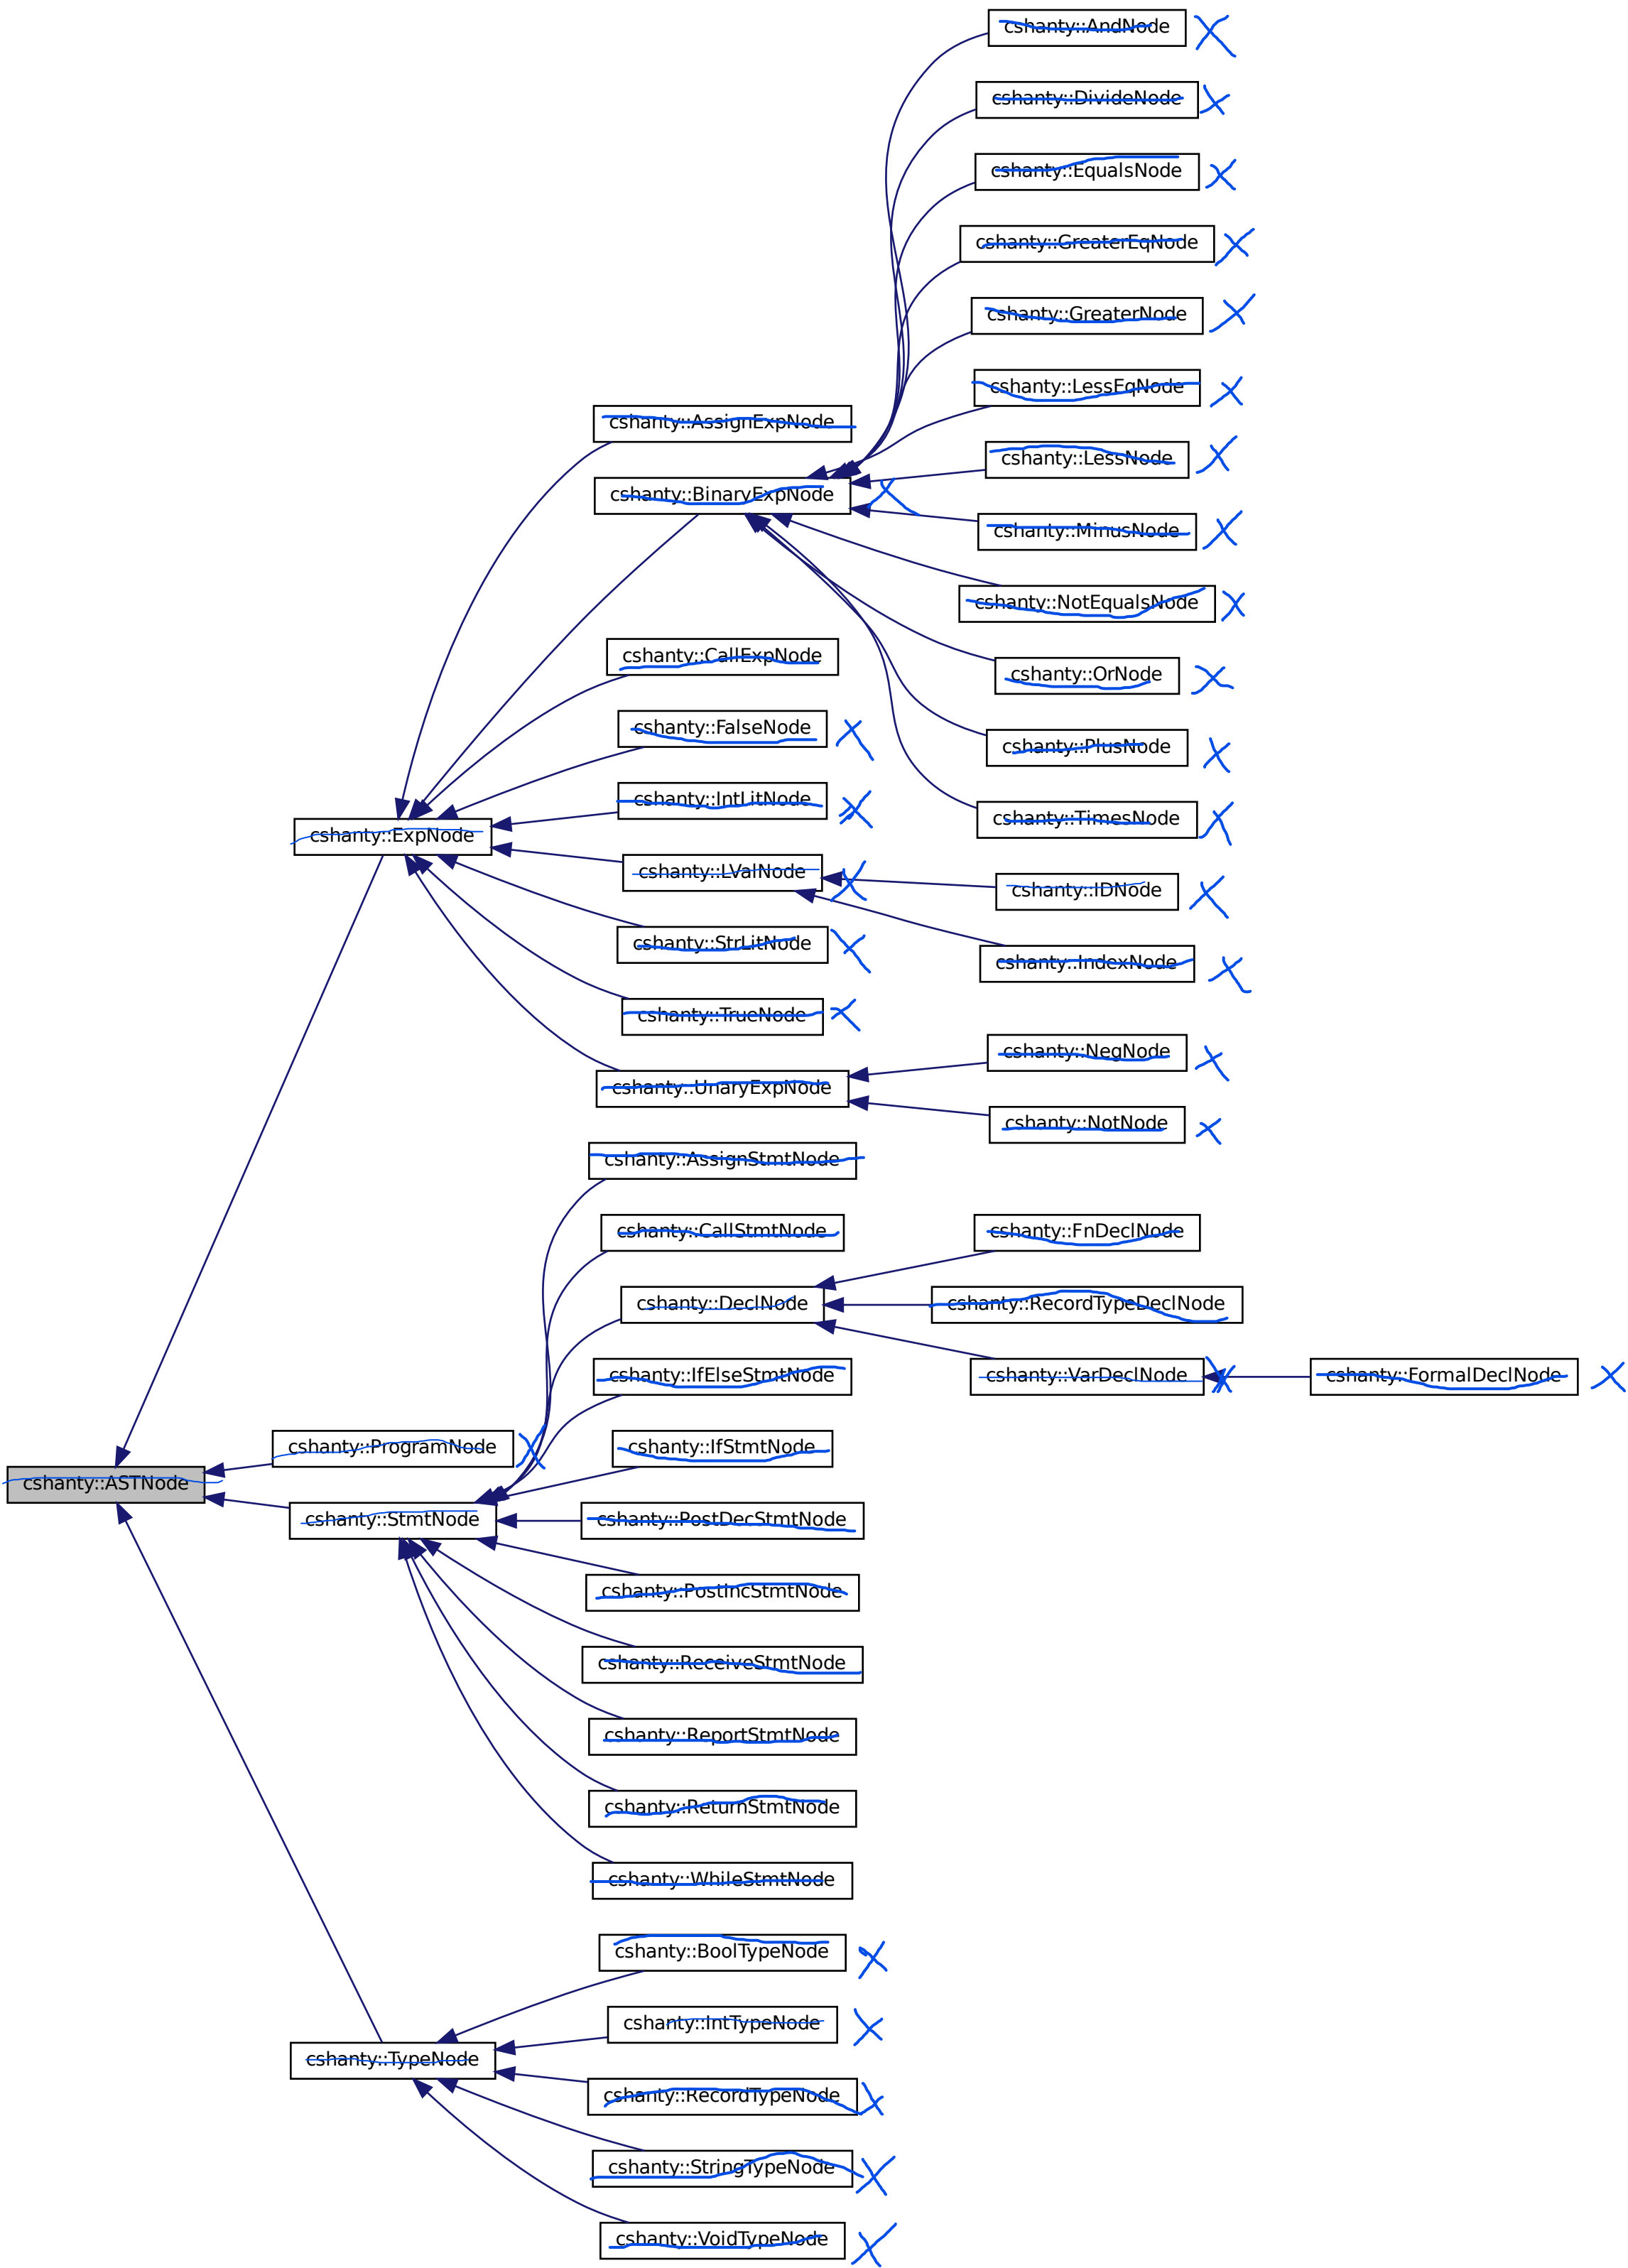 cshanty::AndNode
cshanty::DivideNode
cshanty::EqualsNode
cshanty::GreaterEqNode
cshanty::GreaterNode
cshanty::LessEqNode
cshanty::AssignExpNode
cshanty::LessNode
cshanty::BinaryExpNode
cshanty::MinusNode
cshanty::NotEqualsNode
cshanty::CallExpNode
cshanty::OrNode
cshanty::FalseNode
cshanty::PlusNode
cshanty::IntLitNode
cshanty::TimesNode
cshanty::ExpNode
cshanty::LValNode
cshanty::IDNode
cshanty::StrLitNode
cshanty::IndexNode
cshanty::TrueNode
cshanty::NegNode
cshanty::UnaryExpNode
cshanty::NotNode
cshanty::AssignStmtNode
cshanty::CallStmtNode
cshanty::FnDeclNode
cshanty::DeclNode
cshanty::RecordTypeDeclNode
cshanty::IfElseStmtNode
cshanty::VarDeclNode
cshanty::FormalDeclNode
cshanty::ProgramNode
cshanty::IfStmtNode
cshanty::ASTNode
cshanty::StmtNode
cshanty::PostDecStmtNode
cshanty::PostIncStmtNode
cshanty::ReceiveStmtNode
cshanty::ReportStmtNode
cshanty::ReturnStmtNode
cshanty::WhileStmtNode
cshanty::BoolTypeNode
cshanty::IntTypeNode
cshanty::TypeNode
cshanty::RecordTypeNode
cshanty::StringTypeNode
cshanty::VoidTypeNode